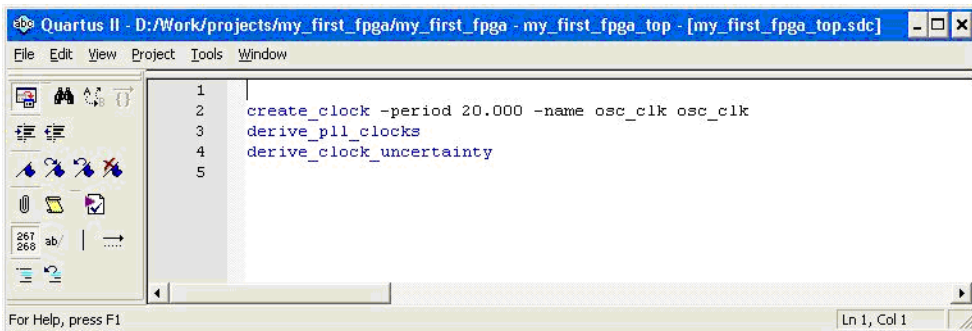 Quartus II - D:/Work/projects/my_first_fpga/my_first_fpga - my_first_fpga_top - [my_first_fpga_top.sdc]
File Edit View Project Tools Window
1
2 create_clock -period 20.000 -name osc_clk osc_clk
3 derive_pll_clocks
4 derive_clock_uncertainty
5
267
268 ab/
For Help, press F1 Ln 1, Col 1